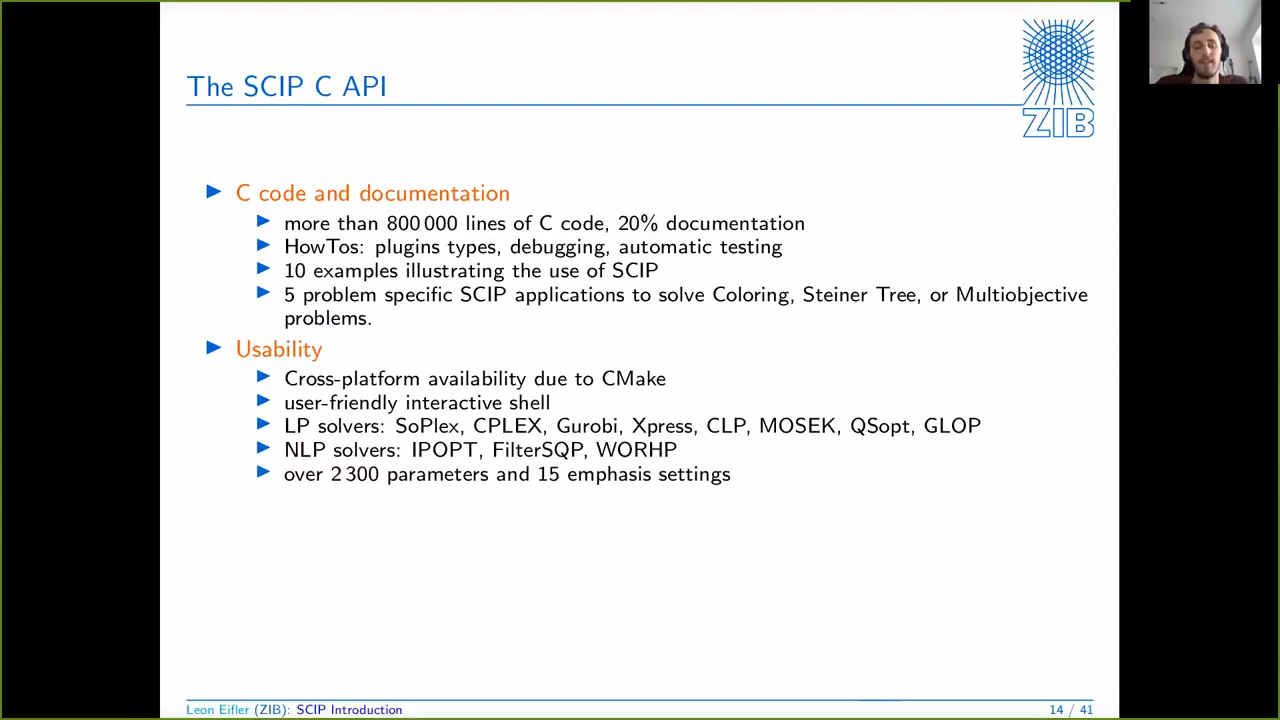 The SCIP C API
ZIB
C code and documentation
more than 800 000 lines of C code, 20% documentation
HowTos: plugins types, debugging, automatic testing
10 examples illustrating the use of SCIP
5 problem specific SCIP applications to solve Coloring, Steiner Tree, or Multiobjective
problems.
Usability
Cross-platform availability due to CMake
user-friendly interactive shell
LP solvers: SoPlex, CPLEX, Gurobi, Xpress, CLP, MOSEK, QSopt, GLOP
NLP solvers: IPOPT, FilterSQP, WORHP
over 2 300 parameters and 15 emphasis settings
Leon Eifler (ZIB): SCIP Introduction
14 / 41